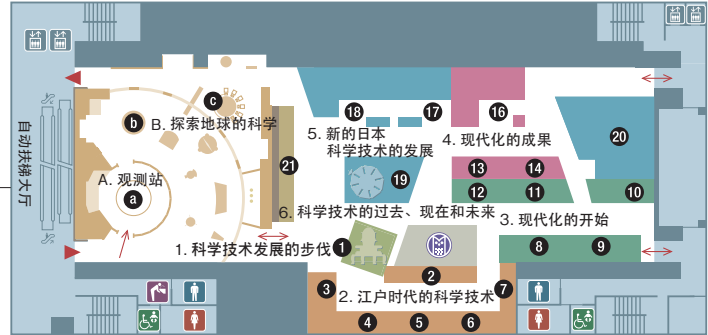 自动扶梯大厅
b
c
B. 探索地球的科学
A. 观测站
a
21
18
17
16
5. 新的日本
科学技术的发展
4. 现代化的成果
20
19
13
14
12
11
10
6. 科学技术的过去、现在和未来
3. 现代化的开始
1. 科学技术发展的步伐
1
8
9
2
3
2. 江户时代的科学技术
7
4
5
6